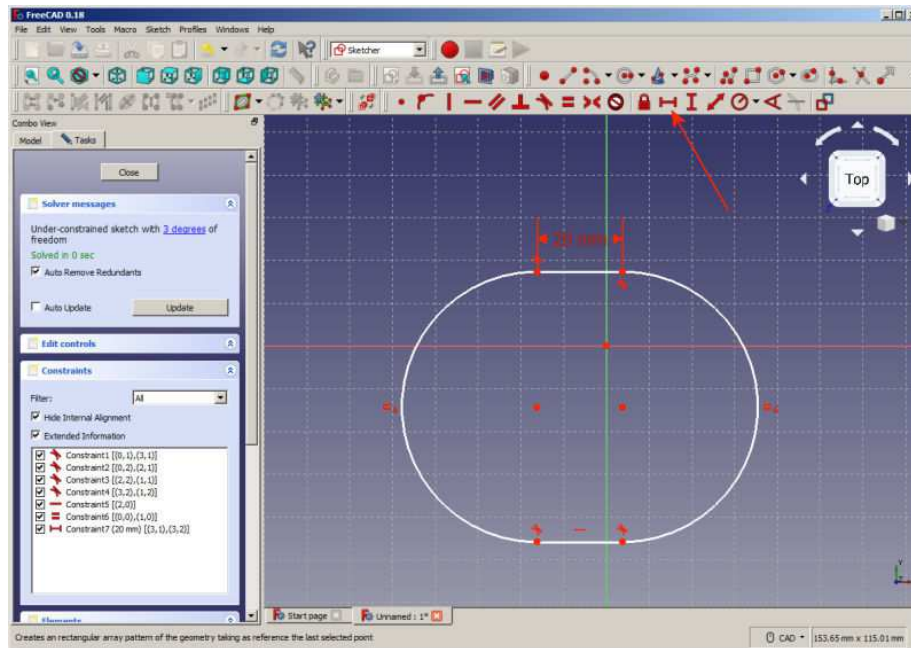 FreeCAD 0.18
File Edit View Tools Macro Sketch Profiles Windows Help
Sketcher
Combo View
Model Tasks
Close
Solver messages
Under-constrained sketch with 3 degrees of
freedom
Solved in 0 sec
Auto Remove Redundants
Auto Update Update
Edit controls
Constraints
Filter: All
Hide Internal Alignment
Extended Information
Constraint1 [(0,1),(3,1)]
Constraint2 [(0,2),(2,1)]
Constraint3 [(2,2),(1,1)]
Constraint4 [(3,2),(1,2)]
Constraint5 [(2,0)]
Constraint6 [(0,0),(1,0)]
Constraint7 (20 mm) [(3,1),(3,2)]
Elements
20 mm
Top
Y
Start page Unnamed : 1*
Creates an rectangular array pattern of the geometry taking as reference the last selected point
CAD 153.65 mm x 115.01 mm